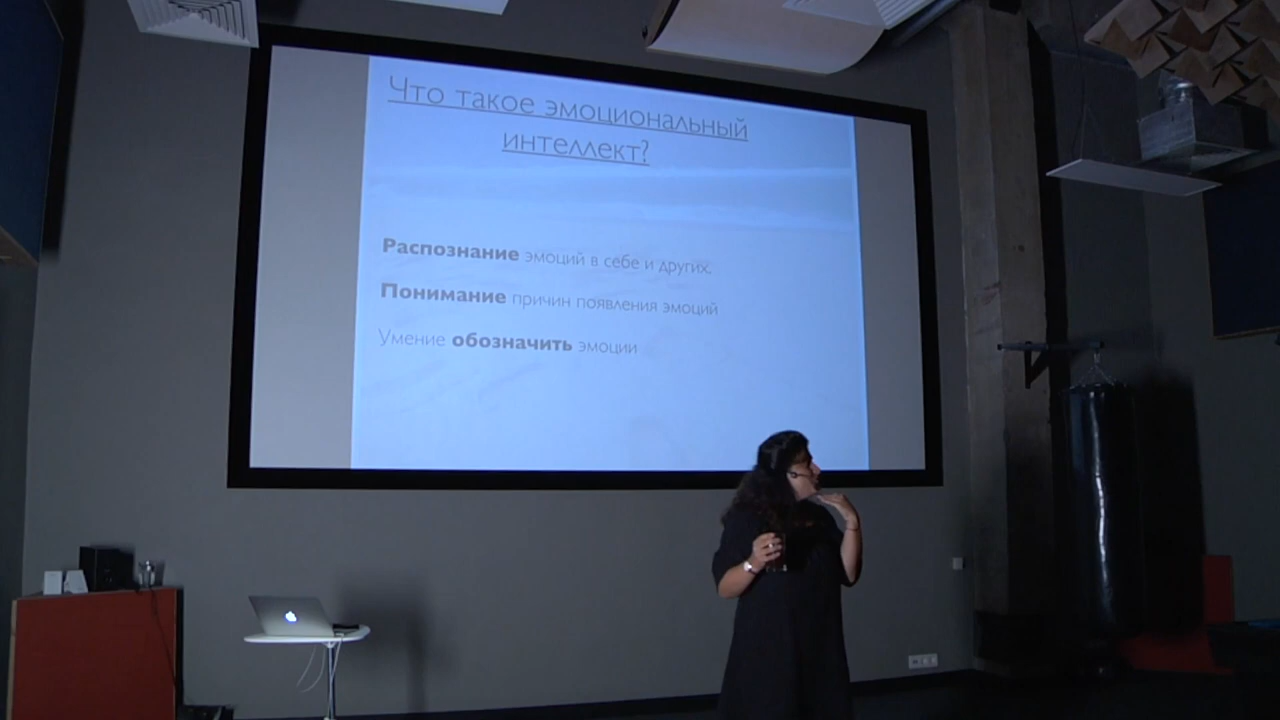 Что такое эмоциональный
интеллект?
Распознание эмоций в себе и других.
Понимание причин появления эмоций
Умение обозначить эмоции